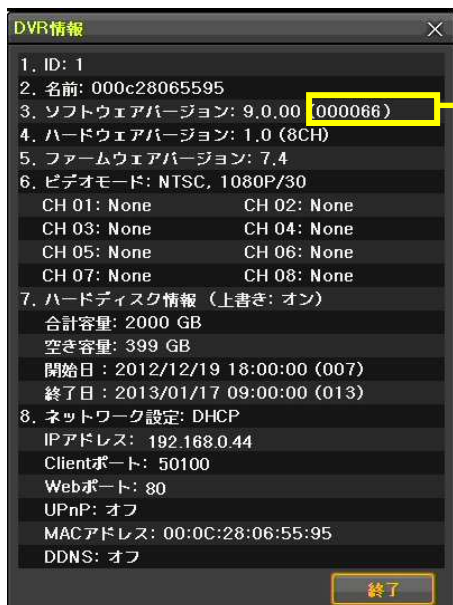 DVR情報
1. ID: 1
2. 名前: 000c28065595
3. ソフトウェアバージョン: 9.0.00 (000066)
4. ハードウェアバージョン: 1.0 (8CH)
5. ファームウェアバージョン: 7.4
6. ビデオモード: NTSC, 1080P/30
CH 01: None CH 02: None
CH 03: None CH 04: None
CH 05: None CH 06: None
CH 07: None CH 08: None
7. ハードディスク情報 (上書き: オン)
合計容量: 2000 GB
空き容量: 399 GB
開始日 : 2012/12/19 18:00:00 (007)
終了日 : 2013/01/17 09:00:00 (013)
8. ネットワーク設定: DHCP
IPアドレス: 192.168.0.44
Clientポート: 50100
Webポート: 80
UPnP: オフ
MACアドレス: 00:0C:28:06:55:95
DDNS: オフ
終了